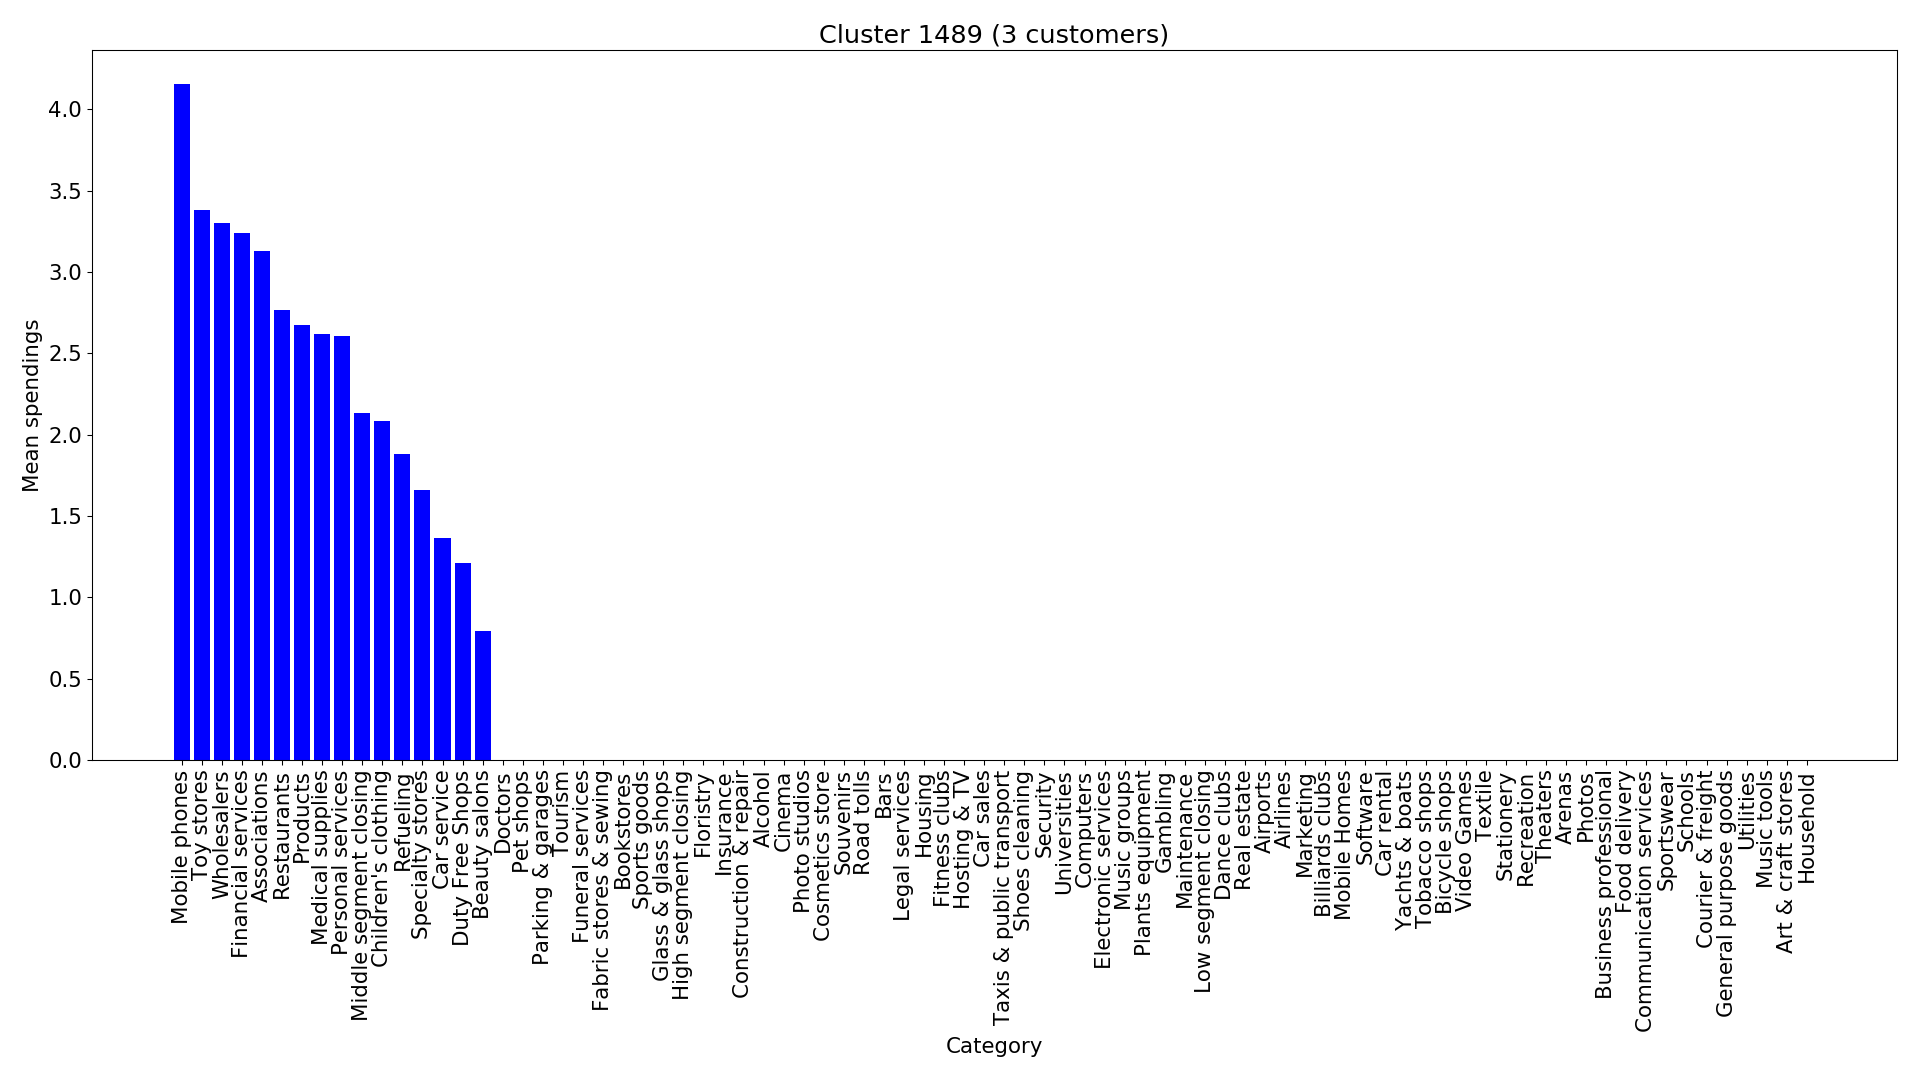 Cluster 1489 (3 customers)
Mean spendings
4.0
3.5
3.0
2.5
2.0
1.5
1.0
0.5
0.0
Mobile phones
Toy stores
Wholesalers
Financial services
Associations
Restaurants
Products
Medical supplies
Personal services
Middle segment closing
Children's clothing
Refueling
Specialty stores
Car service
Duty Free Shops
Beauty salons
Doctors
Pet shops
Parking & garages
Tourism
Funeral services
Fabric stores & sewing
Bookstores
Sports goods
Glass & glass shops
High segment closing
Floristry
Insurance
Construction & repair
Alcohol
Cinema
Photo studios
Cosmetics store
Souvenirs
Road tolls
Bars
Legal services
Housing
Fitness clubs
Hosting & TV
Car sales
Taxis & public transport
Shoes cleaning
Security
Universities
Computers
Electronic services
Music groups
Plants equipment
Gambling
Maintenance
Low segment closing
Dance clubs
Real estate
Airports
Airlines
Marketing
Billiards clubs
Mobile Homes
Software
Car rental
Yachts & boats
Tobacco shops
Bicycle shops
Video Games
Textile
Stationery
Recreation
Theaters
Arenas
Photos
Business professional
Food delivery
Communication services
Sportswear
Schools
Courier & freight
General purpose goods
Utilities
Music tools
Art & craft stores
Household
Category